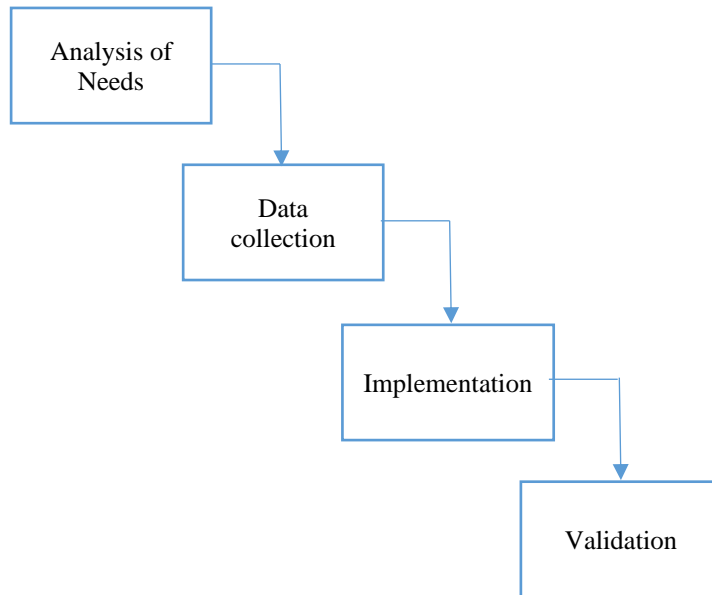 Analysis of
Needs
Data
collection
Implementation
Validation